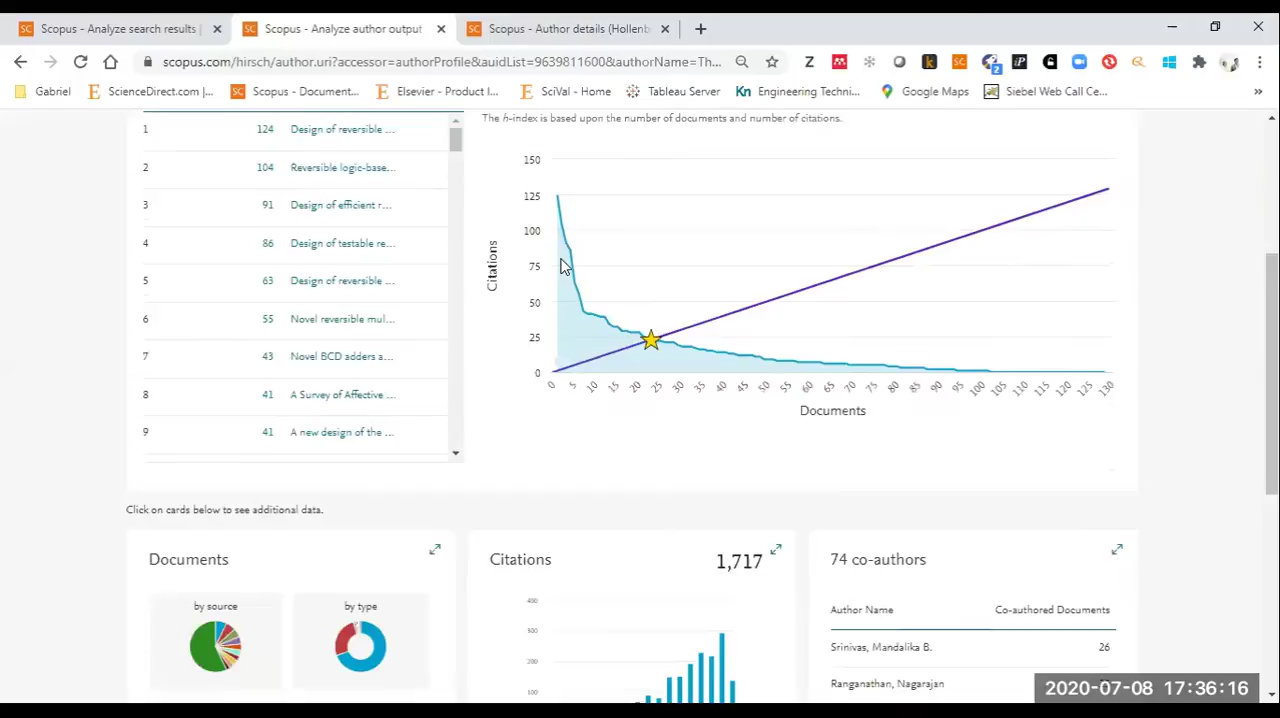 Scopus - Analyze search results |
Scopus - Analyze author output
Scopus - Author details (Hollenb
scopus.com/hirsch/author.uri?accessor=authorProfile&auidList=9639811600&authorName=Th...
Gabriel
ScienceDirect.com |...
Scopus - Document...
Elsevier - Product I...
SciVal - Home
Tableau Server
Kn Engineering Techni...
Google Maps
Siebel Web Call Ce...
»
1 124 Design of reversible ...
2 104 Reversible logic-base...
3 91 Design of efficient r...
4 86 Design of testable re...
5 63 Design of reversible ...
6 55 Novel reversible mul...
7 43 Novel BCD adders a...
8 41 A Survey of Affective ...
9 41 A new design of the ...
The h-index is based upon the number of documents and number of citations.
150
125
100
75
50
25
0
Citations
0 5 10 15 20 25 30 35 40 45 50 55 60 65 70 75 80 85 90 95 100 105 110 115 120 125 130
Documents
Click on cards below to see additional data.
Documents
by source
by type
Citations
1,717
400
300
200
100
74 co-authors
Author Name Co-authored Documents
Srinivas, Mandalika B. 26
Ranganathan, Nagarajan
2020-07-08 17:36:16